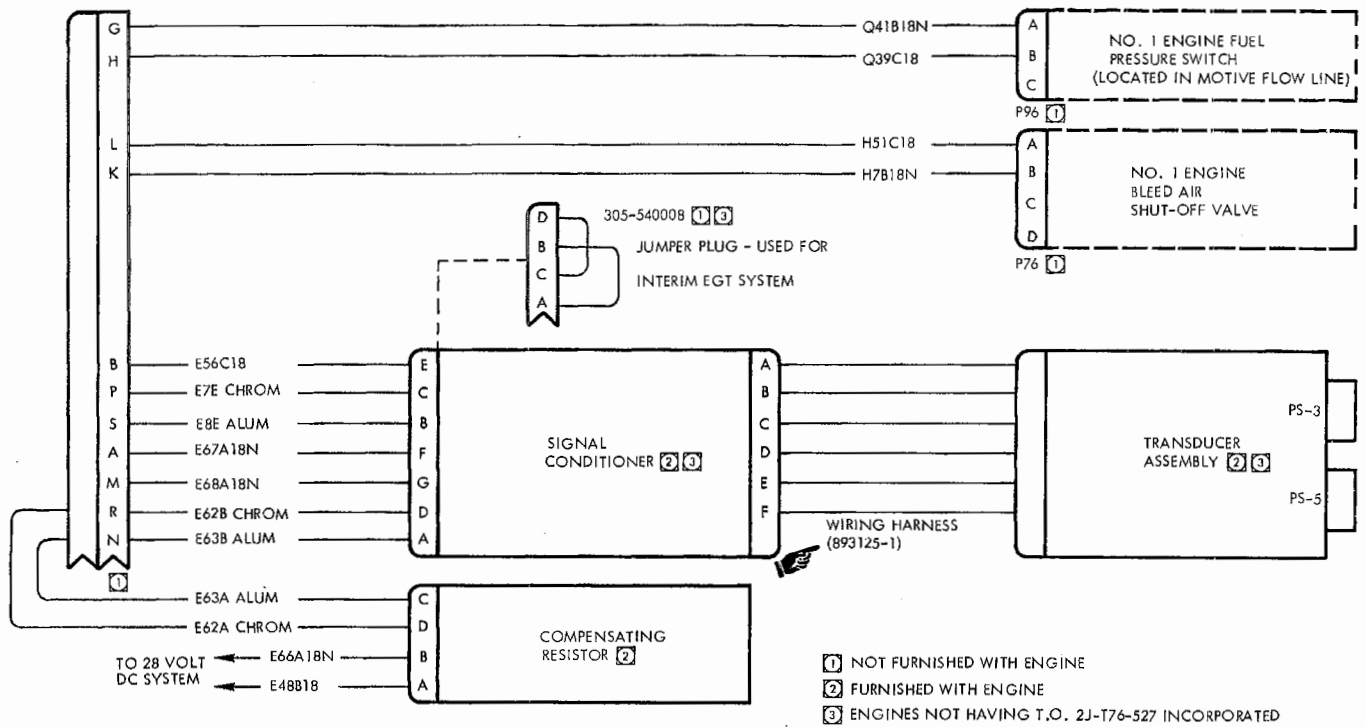 G Q41B18N A
H Q39C18 B
C
NO. 1 ENGINE FUEL
PRESSURE SWITCH
(LOCATED IN MOTIVE FLOW LINE)
P96 1
L H51C18 A
K H7B18N B
C
D
NO. 1 ENGINE
BLEED AIR
SHUT-OFF VALVE
P76 1
D
B
C
A
305-540008 1 3
JUMPER PLUG - USED FOR
INTERIM EGT SYSTEM
B E56C18 E
P E7E CHROM C
S E8E ALUM B
A E67A18N F
M E68A18N G
R E62B CHROM D
N E63B ALUM A
1
SIGNAL
CONDITIONER 2 3
A
B
C
D
E
F
WIRING HARNESS
(893125-1)
TRANSDUCER
ASSEMBLY 2 3
PS-3
PS-5
E63A ALUM C
E62A CHROM D
E66A18N B
E48B18 A
TO 28 VOLT
DC SYSTEM
COMPENSATING
RESISTOR 2
1 NOT FURNISHED WITH ENGINE
2 FURNISHED WITH ENGINE
3 ENGINES NOT HAVING T.O. 2J-T76-527 INCORPORATED